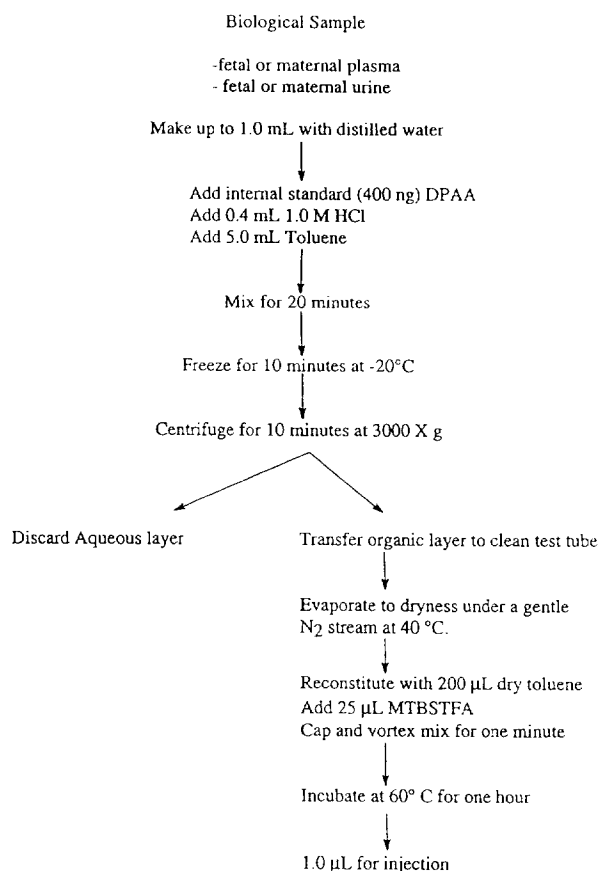 Biological Sample
-fetal or maternal plasma
- fetal or maternal urine
Make up to 1.0 mL with distilled water
Add internal standard (400 ng) DPAA
Add 0.4 mL 1.0 M HCl
Add 5.0 mL Toluene
Mix for 20 minutes
Freeze for 10 minutes at -20°C
Centrifuge for 10 minutes at 3000 X g
Discard Aqueous layer
Transfer organic layer to clean test tube
Evaporate to dryness under a gentle
N2 stream at 40 °C.
Reconstitute with 200 µL dry toluene
Add 25 µL MTBSTFA
Cap and vortex mix for one minute
Incubate at 60° C for one hour
1.0 µL for injection